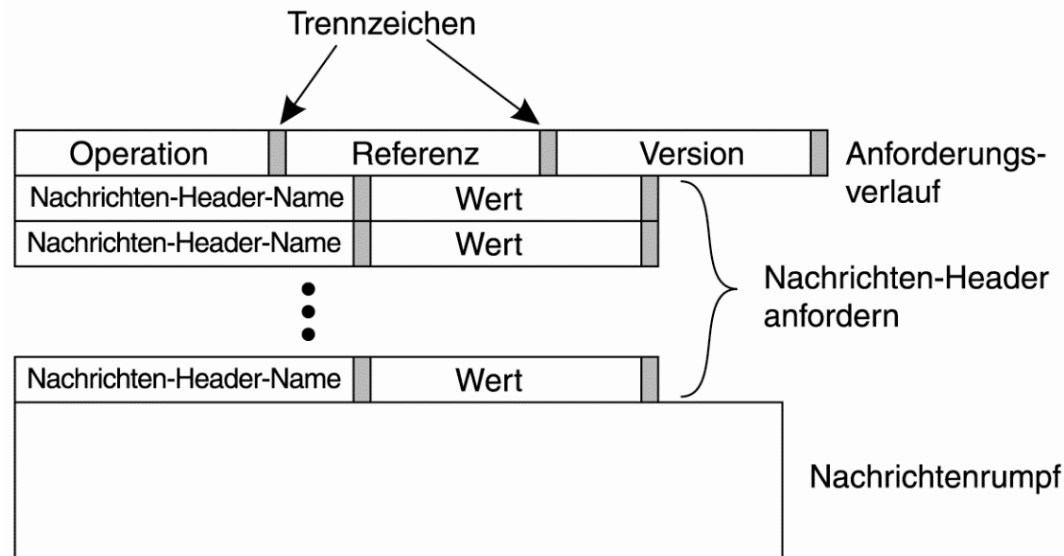 Trennzeichen
Operation Referenz Version Anforderungs-
verlauf
Nachrichten-Header-Name Wert
Nachrichten-Header-Name Wert
Nachrichten-Header
anfordern
Nachrichten-Header-Name Wert
Nachrichtenrumpf